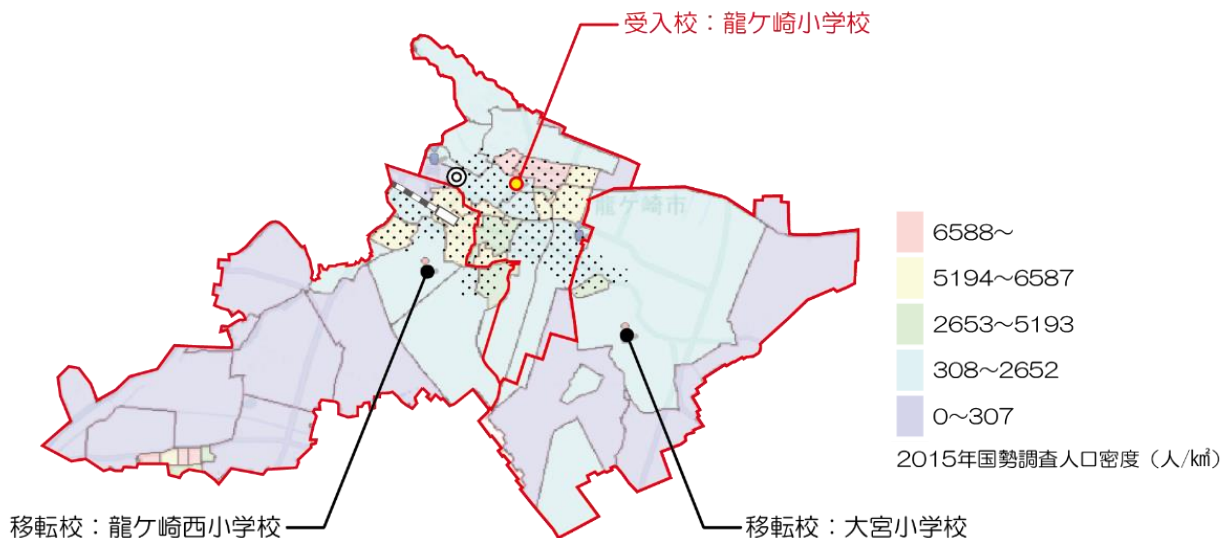 受入校：龍ケ崎小学校
龍ケ崎市
6588～
5194～6587
2653～5193
308～2652
0～307
2015年国勢調査人口密度（人/k㎡）
移転校：龍ケ崎西小学校
移転校：大宮小学校